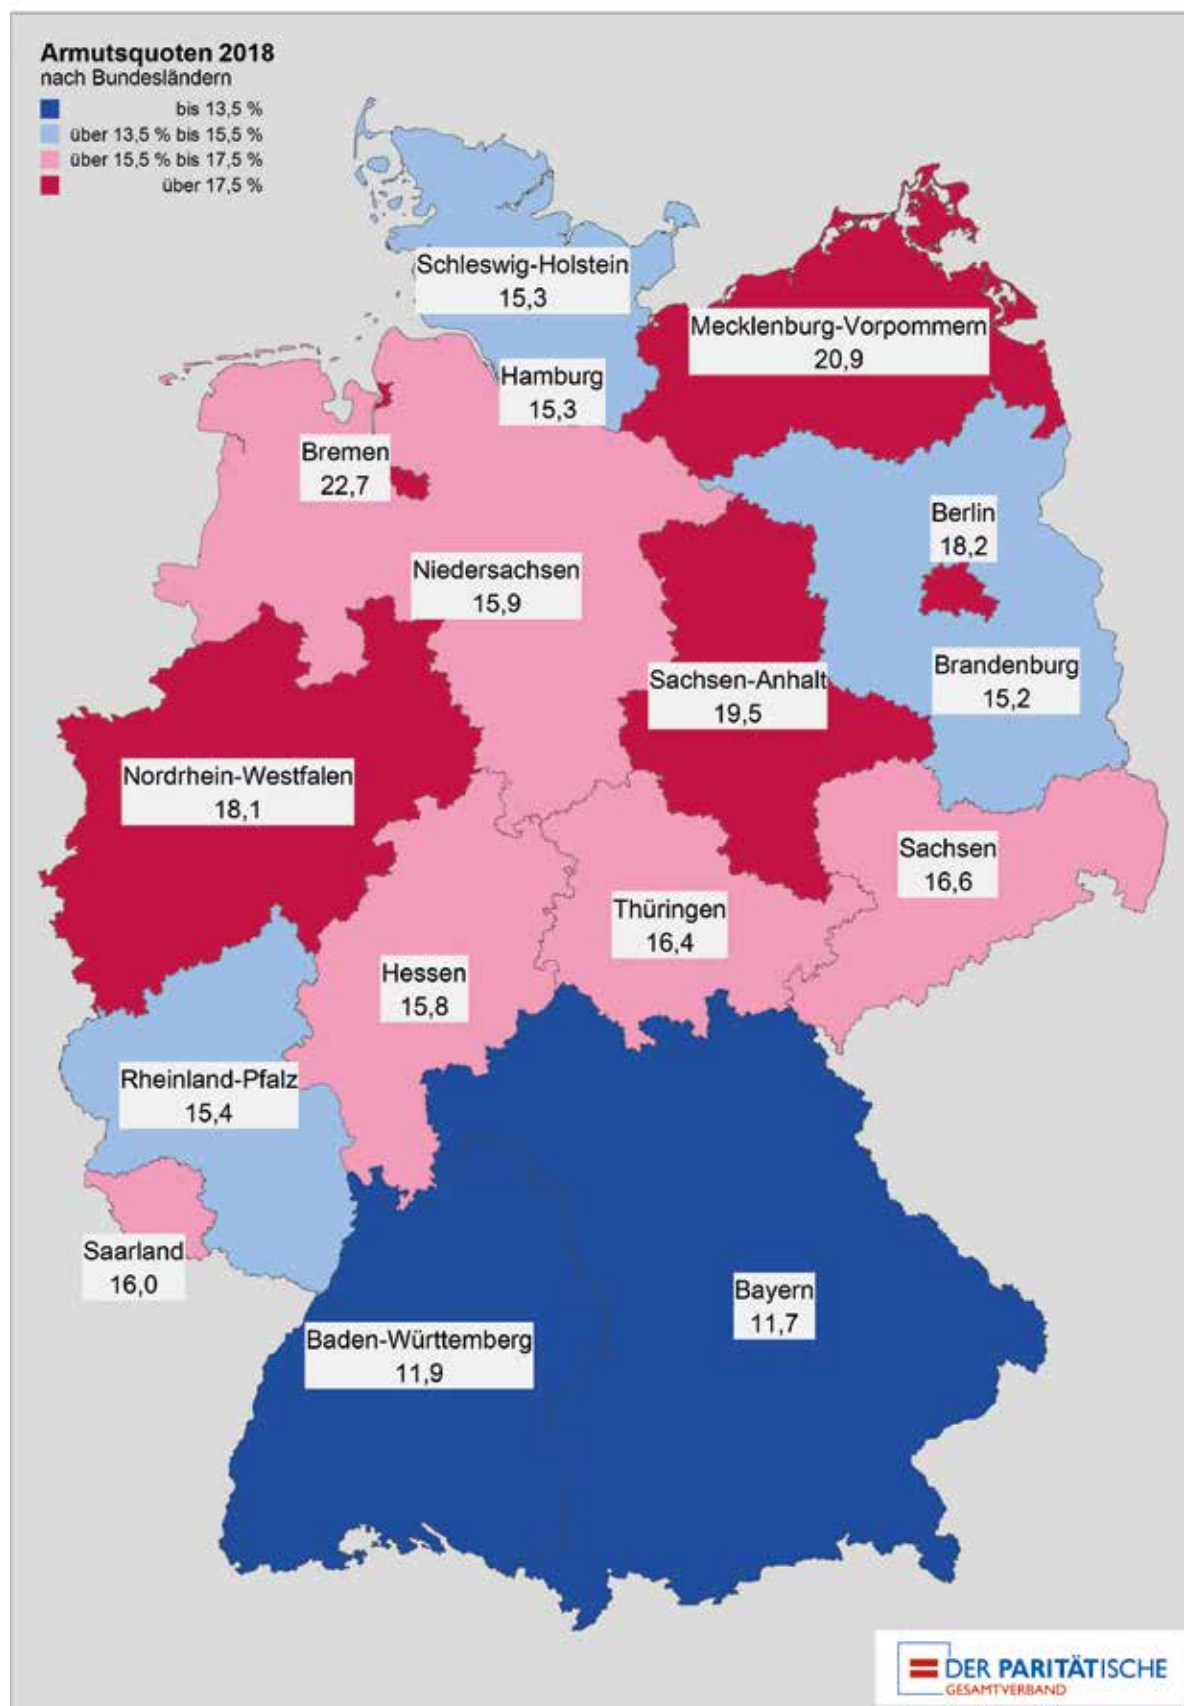 Armutsquoten 2018
nach Bundesländern
bis 13,5 %
über 13,5 % bis 15,5 %
über 15,5 % bis 17,5 %
über 17,5 %
Schleswig-Holstein
15,3
Mecklenburg-Vorpommern
20,9
Hamburg
15,3
Bremen
22,7
Berlin
18,2
Niedersachsen
15,9
Brandenburg
15,2
Sachsen-Anhalt
19,5
Nordrhein-Westfalen
18,1
Sachsen
16,6
Thüringen
16,4
Hessen
15,8
Rheinland-Pfalz
15,4
Saarland
16,0
Bayern
11,7
Baden-Württemberg
11,9
DER PARITÄTISCHE
GESAMTVERBAND